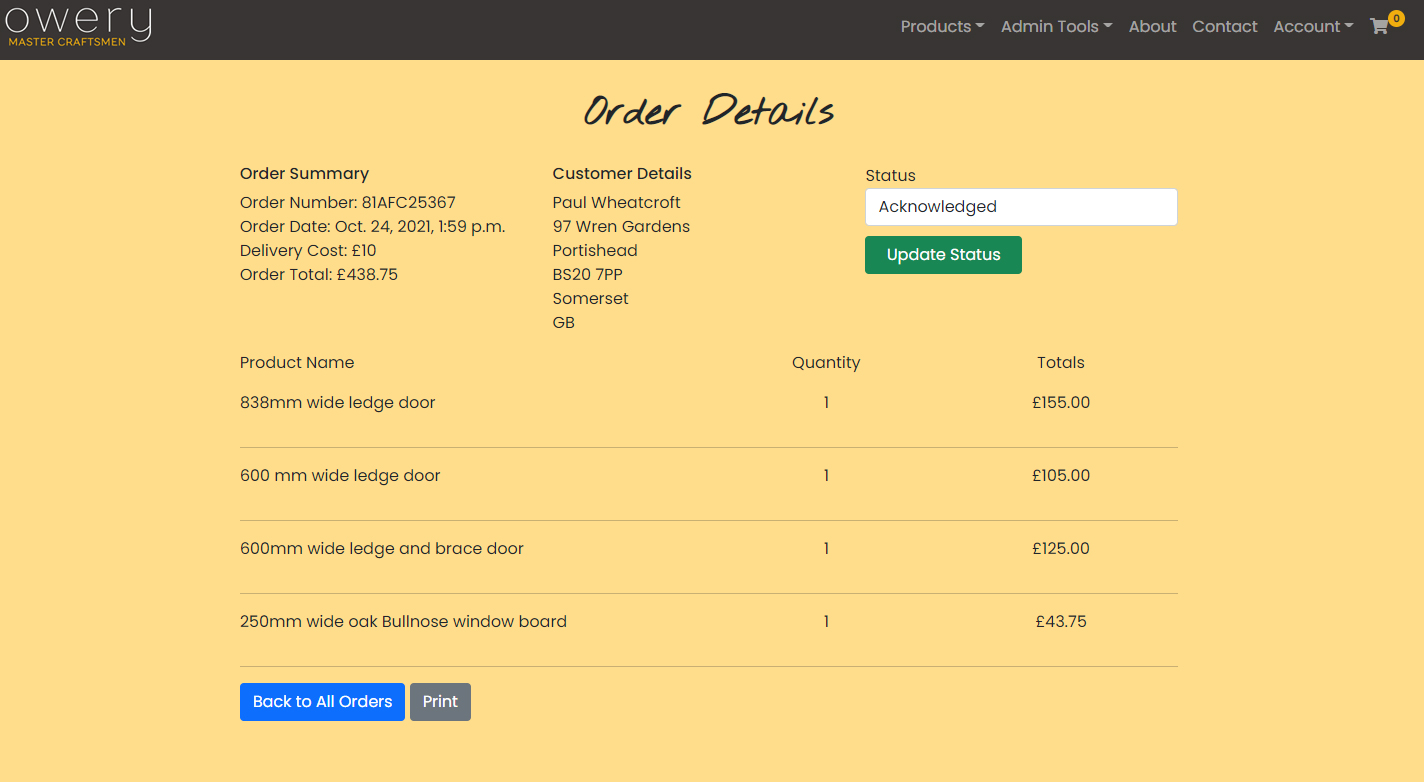 owery
MASTER CRAFTSMEN
Products Admin Tools About Contact Account 0
Order Details
Order Summary
Order Number: 81AFC25367
Order Date: Oct. 24, 2021, 1:59 p.m.
Delivery Cost: £10
Order Total: £438.75
Customer Details
Paul Wheatcroft
97 Wren Gardens
Portishead
BS20 7PP
Somerset
GB
Status
Acknowledged
Update Status
Product Name Quantity Totals
838mm wide ledge door 1 £155.00
600 mm wide ledge door 1 £105.00
600mm wide ledge and brace door 1 £125.00
250mm wide oak Bullnose window board 1 £43.75
Back to All Orders Print